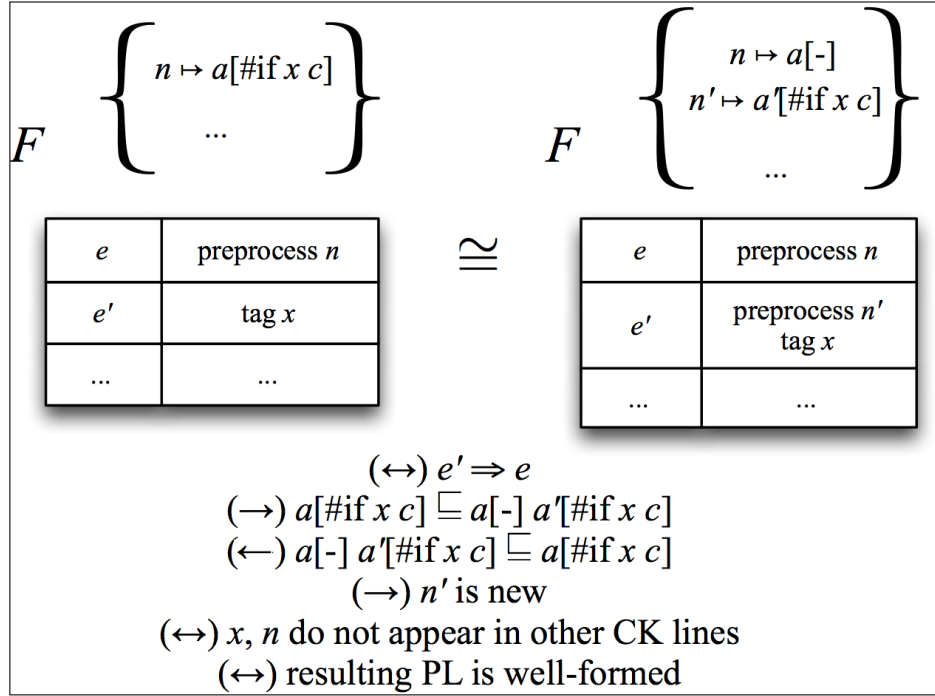 F { n ↦ a[#if x c]
... }
e preprocess n
e′ tag x
... ...
≅
F { n ↦ a[-]
n′ ↦ a′[#if x c]
... }
e preprocess n
e′ preprocess n′
tag x
... ...
(↔) e′ ⇒ e
(→) a[#if x c] ⊑ a[-] a′[#if x c]
(←) a[-] a′[#if x c] ⊑ a[#if x c]
(→) n′ is new
(↔) x, n do not appear in other CK lines
(↔) resulting PL is well-formed